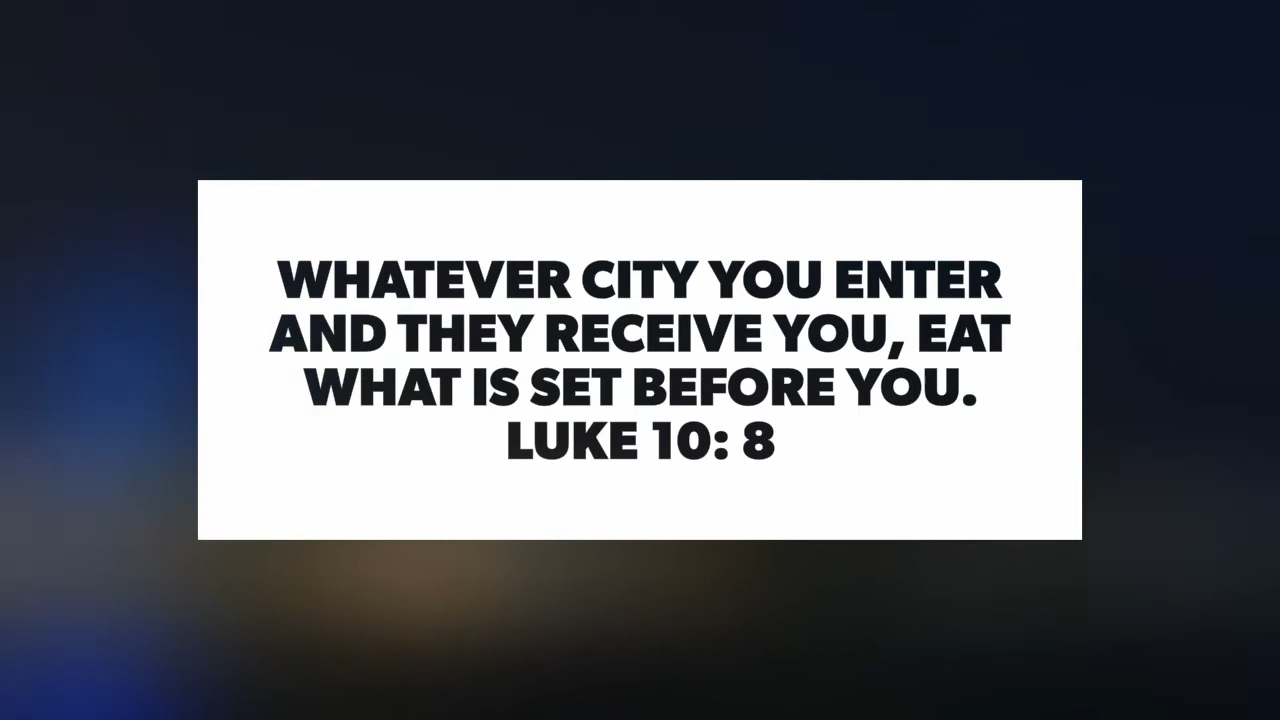 WHATEVER CITY YOU ENTER
AND THEY RECEIVE YOU, EAT
WHAT IS SET BEFORE YOU.
LUKE 10: 8